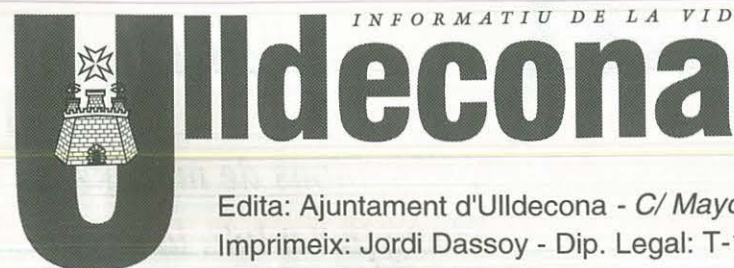 INFORMATIU DE LA VID
Ulldecona
Edita: Ajuntament d'Ulldecona - C/ Mayo
Imprimeix: Jordi Dassoy - Dip. Legal: T-